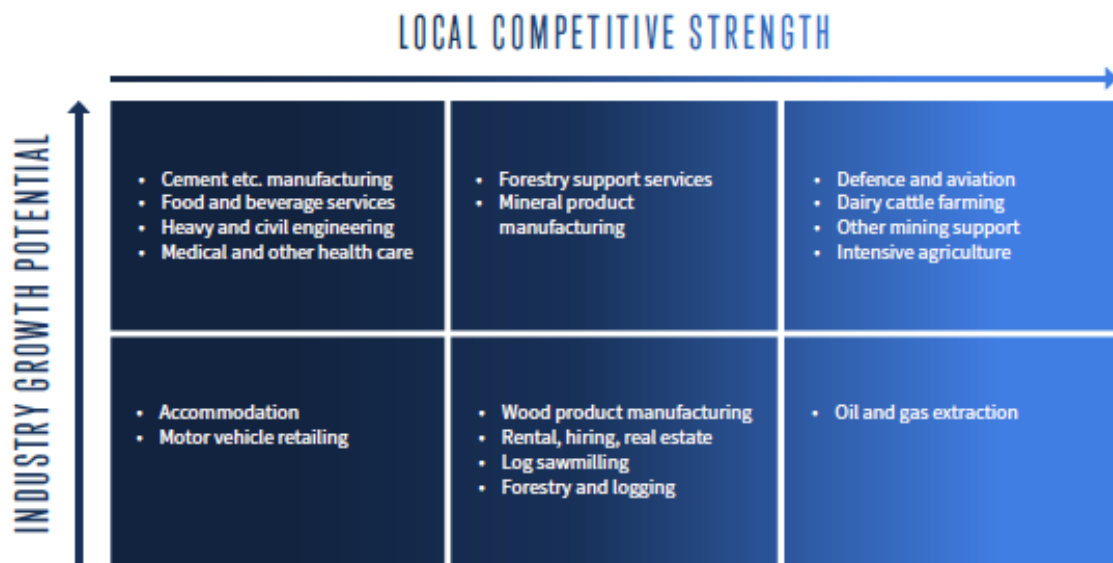 LOCAL COMPETITIVE STRENGTH
INDUSTRY GROWTH POTENTIAL
• Cement etc. manufacturing
• Food and beverage services
• Heavy and civil engineering
• Medical and other health care
• Forestry support services
• Mineral product
manufacturing
• Defence and aviation
• Dairy cattle farming
• Other mining support
• Intensive agriculture
• Accommodation
• Motor vehicle retailing
• Wood product manufacturing
• Rental, hiring, real estate
• Log sawmilling
• Forestry and logging
• Oil and gas extraction